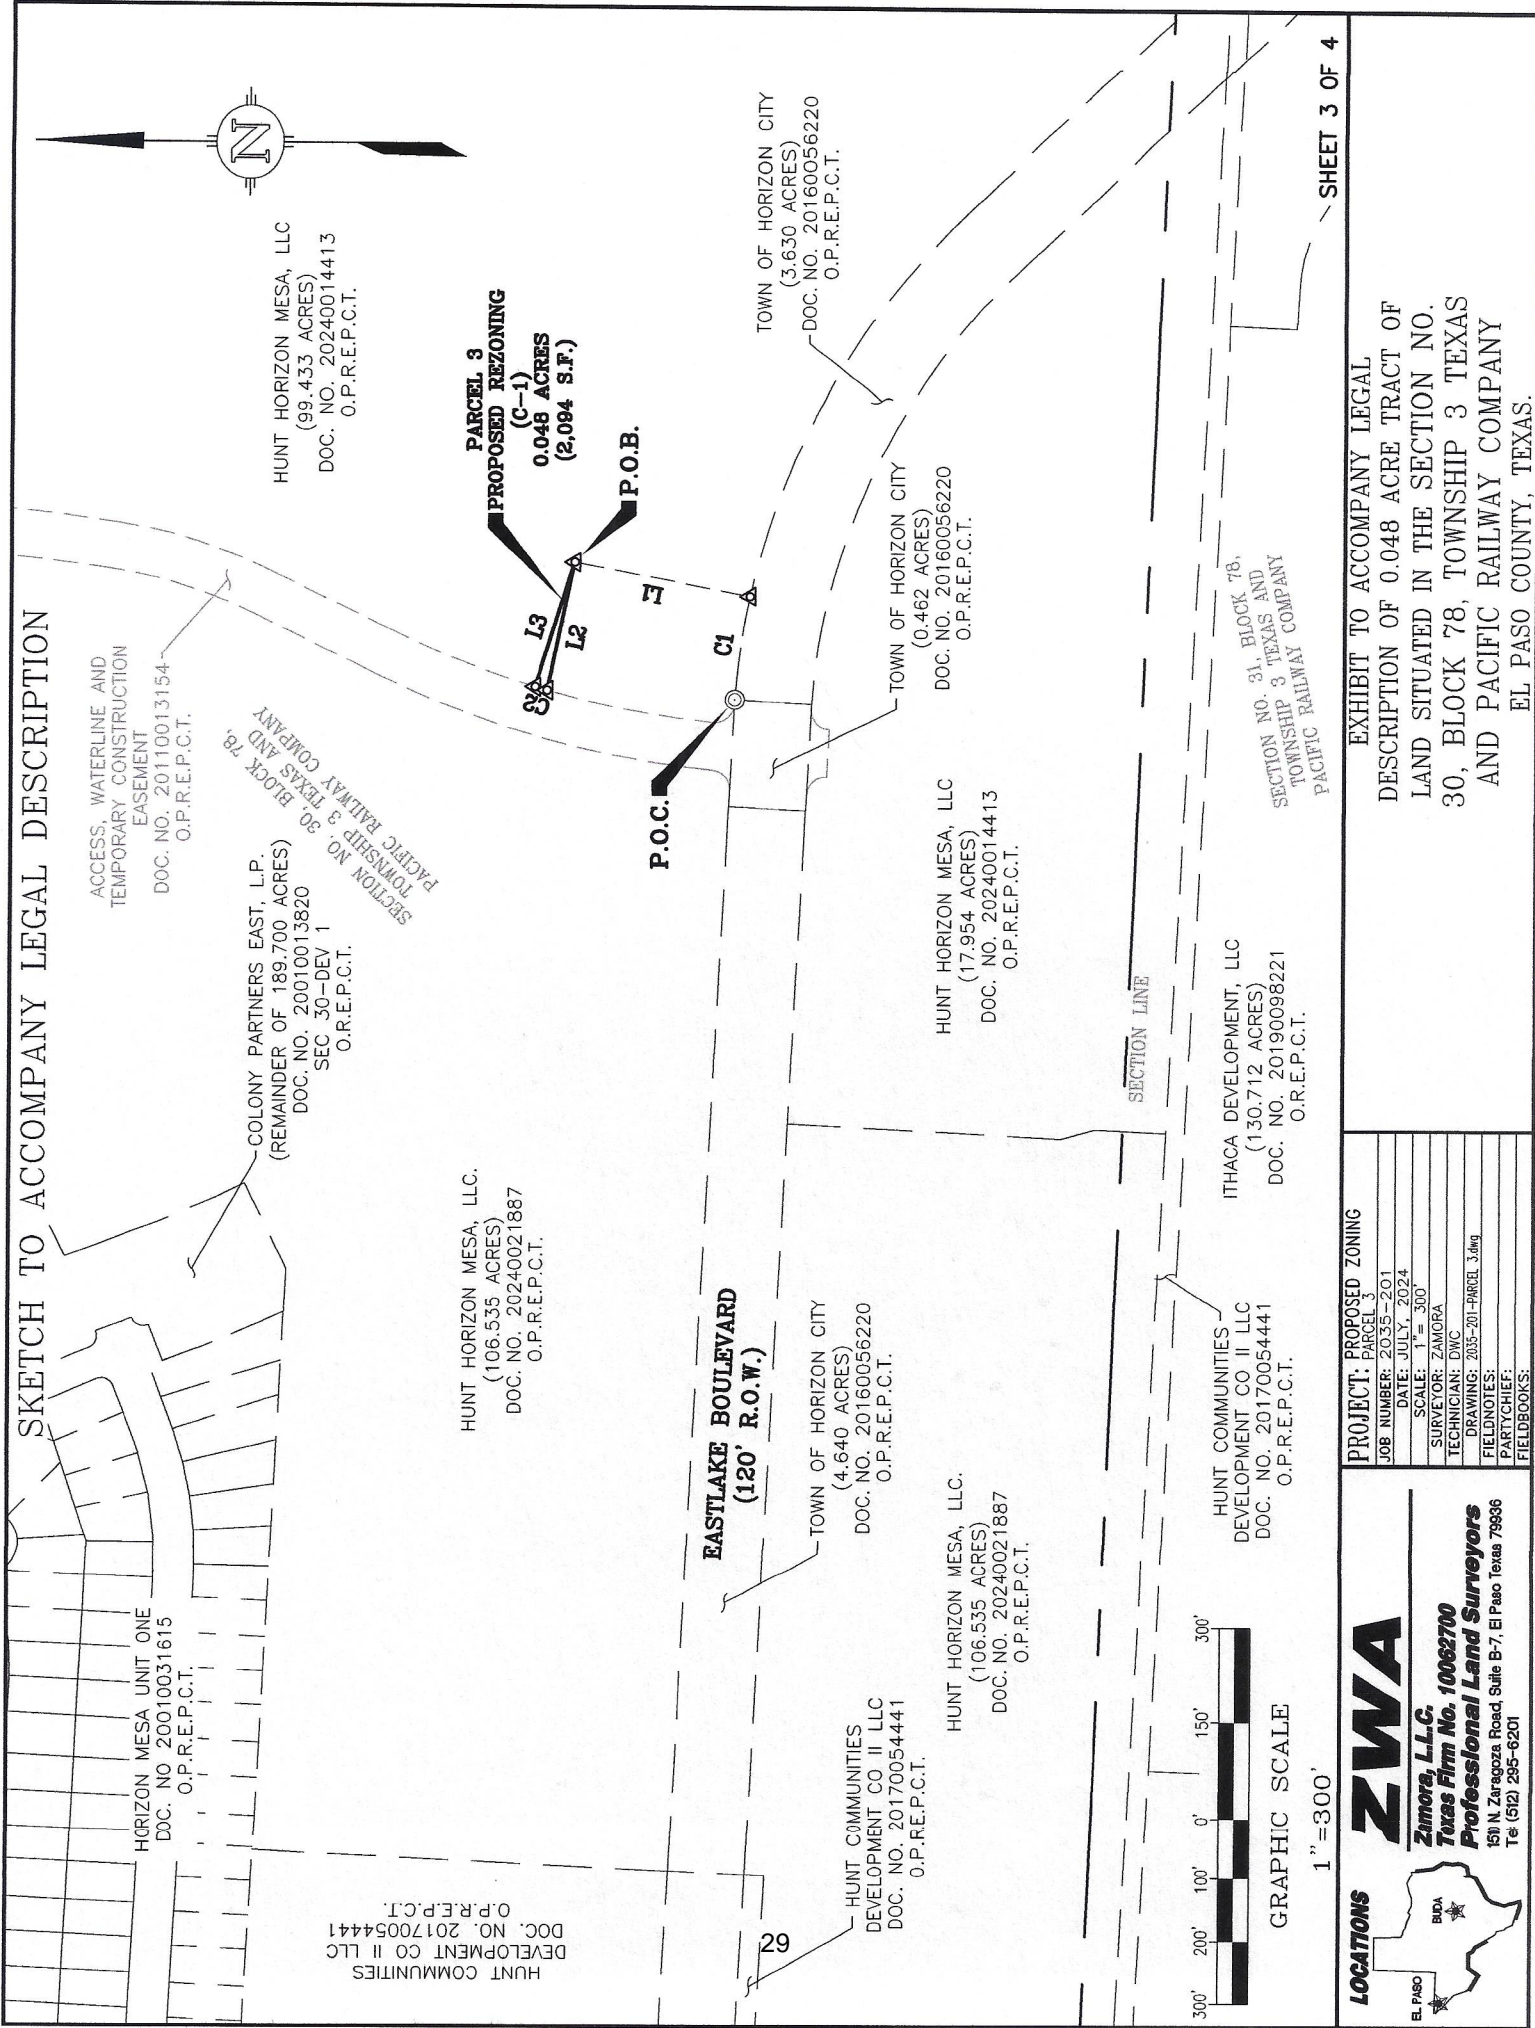 SKETCH TO ACCOMPANY LEGAL DESCRIPTION
HORIZON MESA UNIT ONE
DOC. NO 20010031615
O.P.R.E.P.C.T.
COLONY PARTNERS EAST, L.P.
(REMAINDER OF 189.700 ACRES)
DOC. NO. 20010013820
SEC 30-DEV 1
O.R.E.P.C.T.
ACCESS, WATERLINE AND
TEMPORARY CONSTRUCTION
EASEMENT
DOC. NO. 20110013154
O.P.R.E.P.C.T.
SECTION NO. 30, BLOCK 78,
TOWNSHIP 3 TEXAS AND
PACIFIC RAILWAY COMPANY
HUNT HORIZON MESA, LLC
(99.433 ACRES)
DOC. NO. 20240014413
O.P.R.E.P.C.T.
N
HUNT COMMUNITIES
DEVELOPMENT CO II LLC
DOC. NO. 20170054441
O.P.R.E.P.C.T.
HUNT HORIZON MESA, LLC.
(106.535 ACRES)
DOC. NO. 20240021887
O.P.R.E.P.C.T.
PARCEL 3
PROPOSED REZONING
(C-1)
0.048 ACRES
(2,094 S.F.)
P.O.B.
L3
L2
C3
L1
C1
P.O.C.
EASTLAKE BOULEVARD
(120' R.O.W.)
TOWN OF HORIZON CITY
(4.640 ACRES)
DOC. NO. 20160056220
O.P.R.E.P.C.T.
TOWN OF HORIZON CITY
(0.462 ACRES)
DOC. NO. 20160056220
O.P.R.E.P.C.T.
TOWN OF HORIZON CITY
(3.630 ACRES)
DOC. NO. 20160056220
O.P.R.E.P.C.T.
29
HUNT COMMUNITIES
DEVELOPMENT CO II LLC
DOC. NO. 20170054441
O.P.R.E.P.C.T.
HUNT HORIZON MESA, LLC.
(106.535 ACRES)
DOC. NO. 20240021887
O.P.R.E.P.C.T.
HUNT HORIZON MESA, LLC
(17.954 ACRES)
DOC. NO. 20240014413
O.P.R.E.P.C.T.
SECTION LINE
HUNT COMMUNITIES
DEVELOPMENT CO II LLC
DOC. NO. 20170054441
O.P.R.E.P.C.T.
ITHACA DEVELOPMENT, LLC
(130.712 ACRES)
DOC. NO. 20190098221
O.R.E.P.C.T.
SECTION NO. 31, BLOCK 78,
TOWNSHIP 3 TEXAS AND
PACIFIC RAILWAY COMPANY
300' 200' 100' 0' 150' 300'
GRAPHIC SCALE
1"=300'
SHEET 3 OF 4
LOCATIONS
EL PASO
BUDA
ZWA
Zamora, L.L.C.
Texas Firm No. 10062700
Professional Land Surveyors
1510 N. Zaragoza Road, Suite B-7, El Paso Texas 79936
Tel: (512) 295-6201
PROJECT: PROPOSED ZONING
PARCEL 3
JOB NUMBER: 2035-201
DATE: JULY, 2024
SCALE: 1"= 300'
SURVEYOR: ZAMORA
TECHNICIAN: DWC
DRAWING: 2035-201-PARCEL 3.dwg
FIELDNOTES:
PARTYCHIEF:
FIELDBOOKS:
EXHIBIT TO ACCOMPANY LEGAL
DESCRIPTION OF 0.048 ACRE TRACT OF
LAND SITUATED IN THE SECTION NO.
30, BLOCK 78, TOWNSHIP 3 TEXAS
AND PACIFIC RAILWAY COMPANY
EL PASO COUNTY, TEXAS.